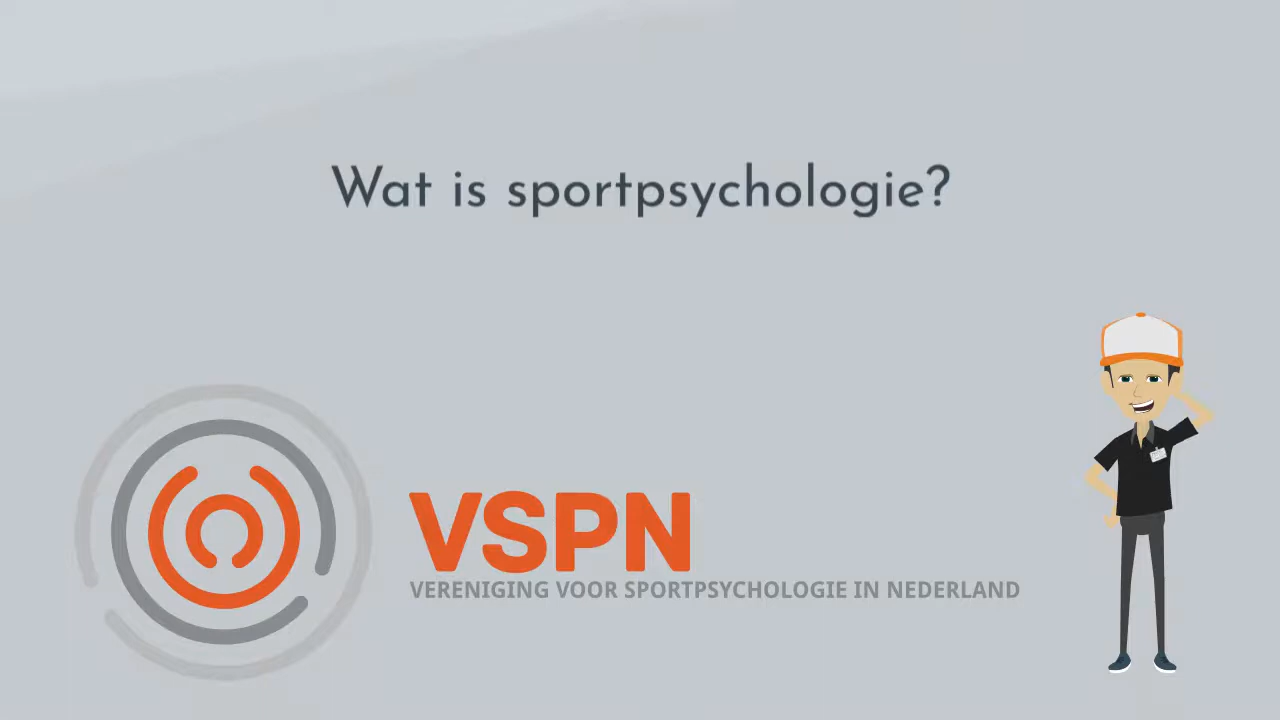 Wat is sportpsychologie?
VSPN
VERENIGING VOOR SPORTPSYCHOLOGIE IN NEDERLAND